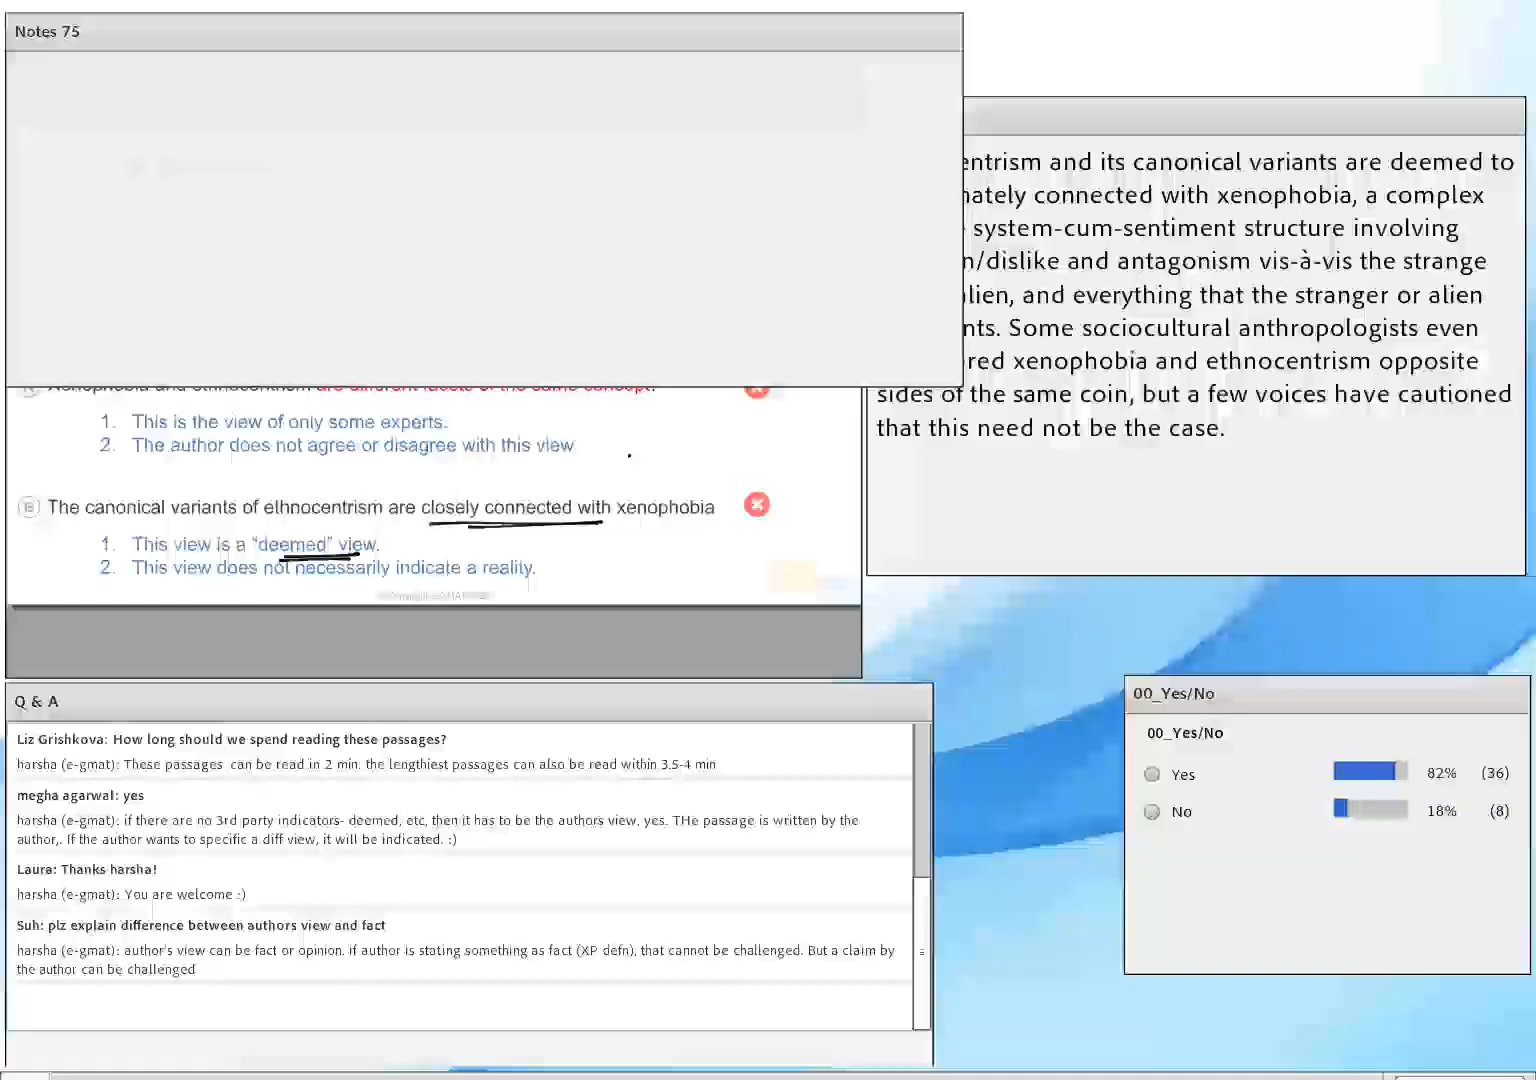 Notes 75
entrism and its canonical variants are deemed to
ately connected with xenophobia, a complex
system-cum-sentiment structure involving
n/dislike and antagonism vis-à-vis the strange
lien, and everything that the stranger or alien
nts. Some sociocultural anthropologists even
red xenophobia and ethnocentrism opposite
sides of the same coin, but a few voices have cautioned
that this need not be the case.
Xenophobia and ethnocentrism are different facets of the same concept.
1. This is the view of only some experts.
2. The author does not agree or disagree with this view
The canonical variants of ethnocentrism are closely connected with xenophobia
1. This view is a "deemed" view.
2. This view does not necessarily indicate a reality.
Q & A
Liz Grishkova: How long should we spend reading these passages?
harsha (e-gmat): These passages can be read in 2 min. the lengthiest passages can also be read within 3.5-4 min
megha agarwal: yes
harsha (e-gmat): if there are no 3rd party indicators- deemed, etc, then it has to be the authors view, yes. THe passage is written by the
author,. If the author wants to specific a diff view, it will be indicated. :)
Laura: Thanks harsha!
harsha (e-gmat): You are welcome :)
Suh: plz explain difference between authors view and fact
harsha (e-gmat): author's view can be fact or opinion. if author is stating something as fact (XP defn), that cannot be challenged. But a claim by
the author can be challenged
00_Yes/No
00_Yes/No
Yes 82% (36)
No 18% (8)